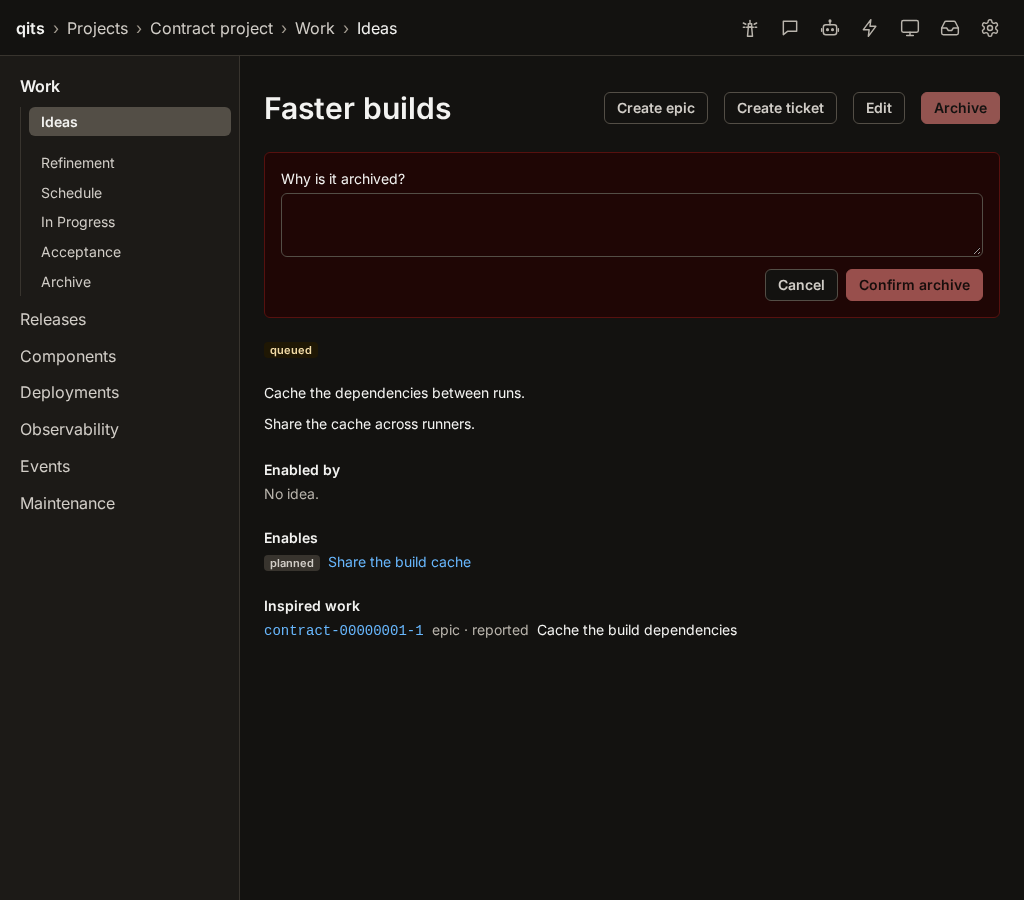 qits › Projects › Contract project › Work › Ideas
Work
Ideas
Refinement
Schedule
In Progress
Acceptance
Archive
Releases
Components
Deployments
Observability
Events
Maintenance
Faster builds
Create epic
Create ticket
Edit
Archive
Why is it archived?
Cancel
Confirm archive
queued
Cache the dependencies between runs.
Share the cache across runners.
Enabled by
No idea.
Enables
planned Share the build cache
Inspired work
contract-00000001-1 epic · reported Cache the build dependencies